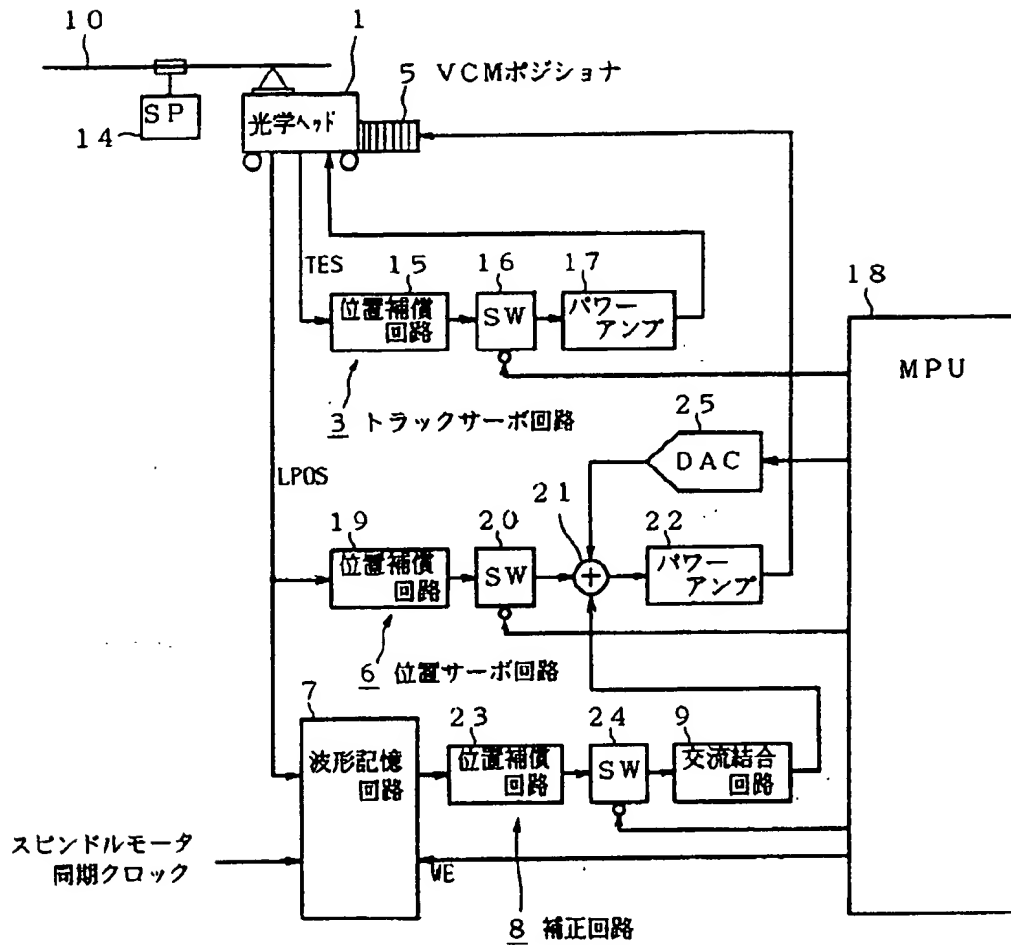 10
1
5 VCMポジショナ
SP
14
光学ヘッド
TES
15
16
17
18
位置補償
回路
SW
パワー
アンプ
MPU
3 トラックサーボ回路
25
DAC
LPOS
19
20
21
22
位置補償
回路
SW
+
パワー
アンプ
6 位置サーボ回路
7
23
24
9
波形記憶
回路
位置補償
回路
SW
交流結合
回路
スピンドルモータ
同期クロック
WE
8 補正回路